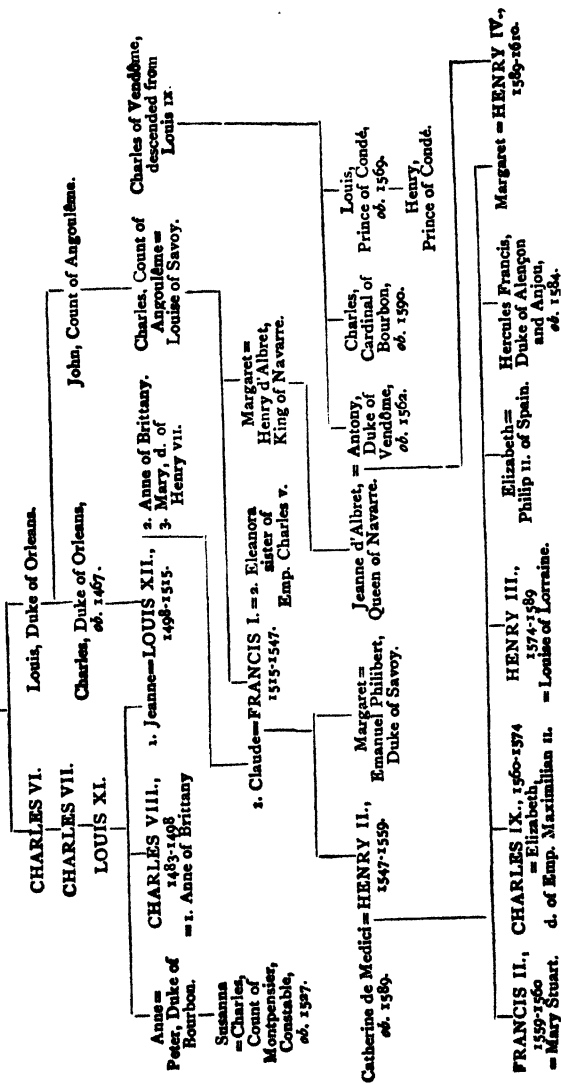 CHARLES VI.
Louis, Duke of Orleans.
CHARLES VII.
Charles, Duke of Orleans,
ob. 1467.
John, Count of Angoulême.
LOUIS XI.
Anne=
Peter, Duke of
Bourbon.
CHARLES VIII.,
1483-1498
=1. Anne of Brittany
1. Jeanne=LOUIS XII.,
1498-1515.
2. Anne of Brittany.
3. Mary, d. of
Henry VII.
Charles, Count of
Angoulême=
Louise of Savoy.
Charles of Vendôme,
descended from
Louis IX.
Susanna
=Charles,
Count of
Montpensier,
Constable,
ob. 1527.
1. Claude=FRANCIS I.=2. Eleanora
1515-1547.
sister of
Emp. Charles V.
Margaret=
Henry d'Albret,
King of Navarre.
Catherine de Medici=HENRY II.,
ob. 1589.
1547-1559.
Margaret=
Emanuel Philibert,
Duke of Savoy.
Jeanne d'Albret,
Queen of Navarre.
= Antony,
Duke of
Vendôme,
ob. 1562.
Charles,
Cardinal of
Bourbon,
ob. 1590.
Louis,
Prince of Condé,
ob. 1569.
Henry,
Prince of Condé.
FRANCIS II.,
1559-1560
=Mary Stuart.
CHARLES IX., 1560-1574
=Elizabeth,
d. of Emp. Maximilian II.
HENRY III.,
1574-1589
=Louise of Lorraine.
Elizabeth=
Philip II. of Spain.
Hercules Francis,
Duke of Alençon
and Anjou,
ob. 1584.
Margaret=HENRY IV.,
1589-1610.